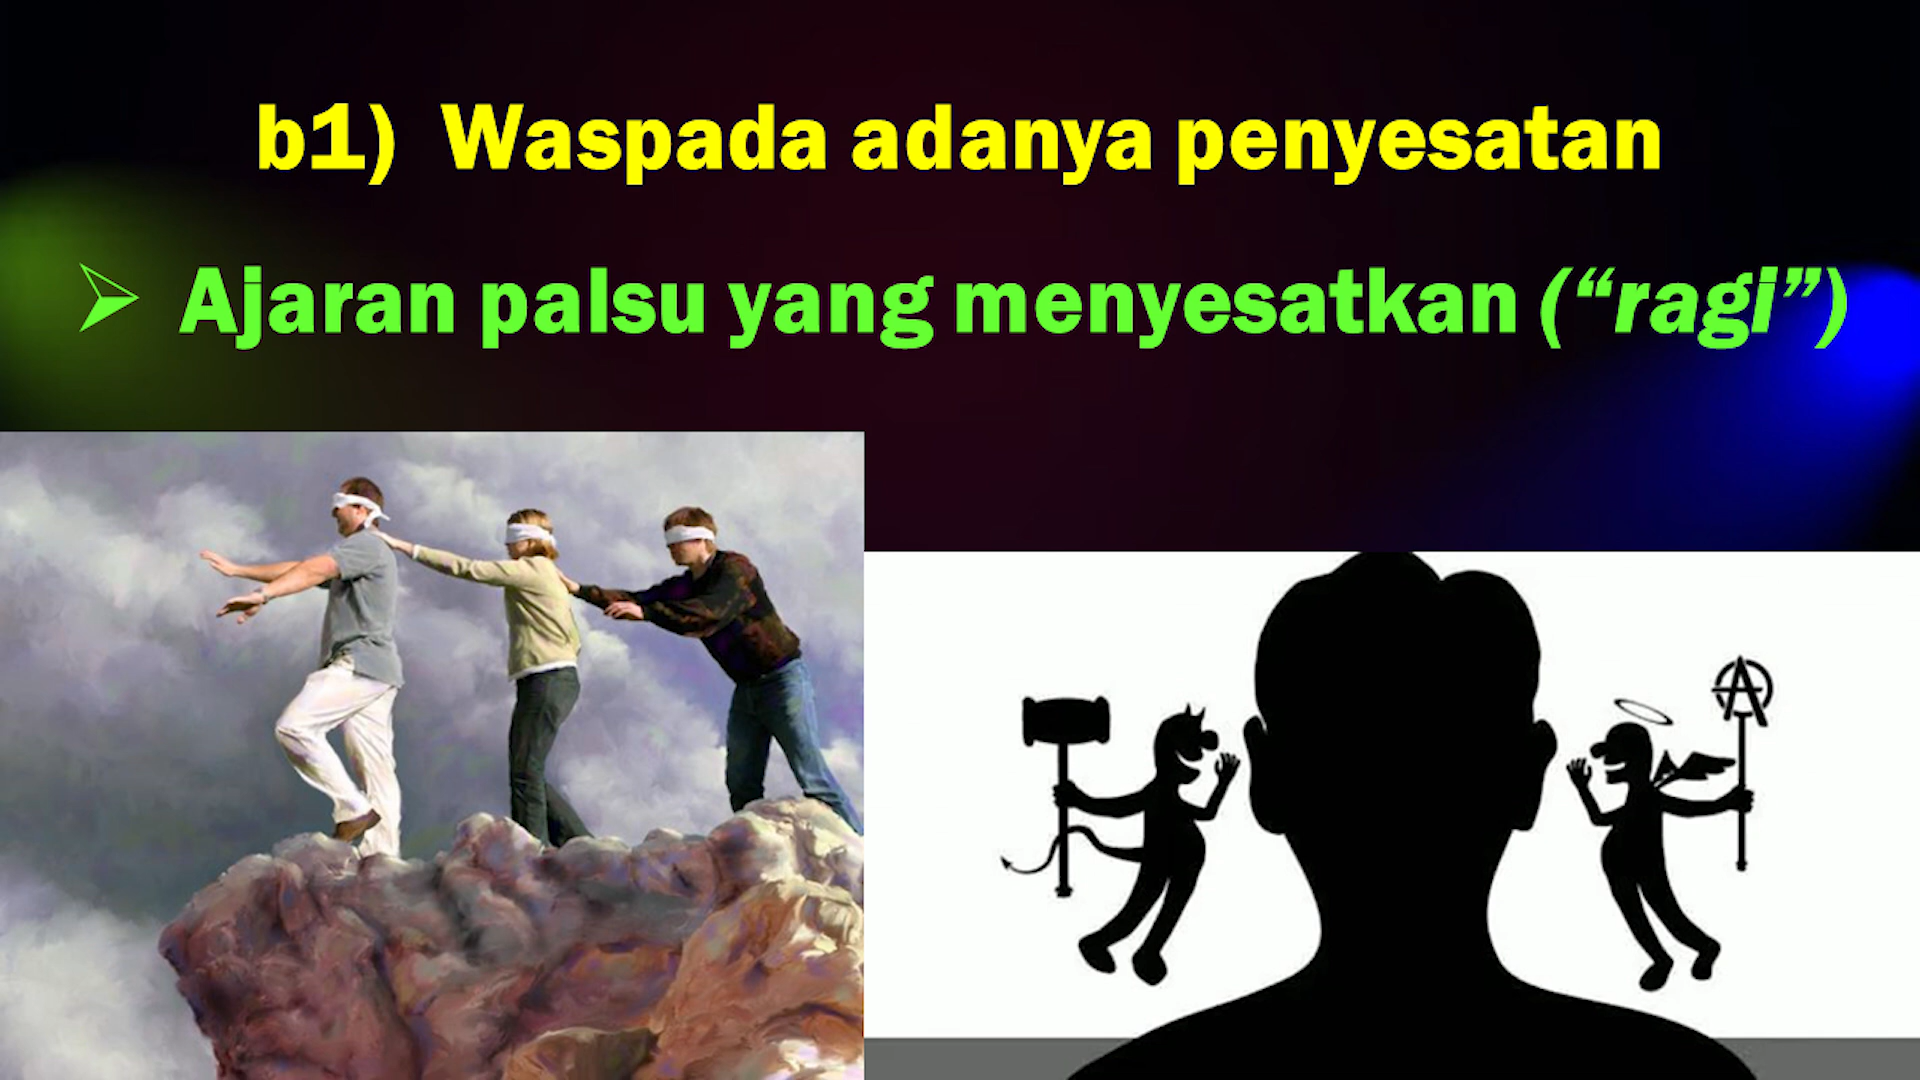 b1) Waspada adanya penyesatan
➢ Ajaran palsu yang menyesatkan (“ragi”)